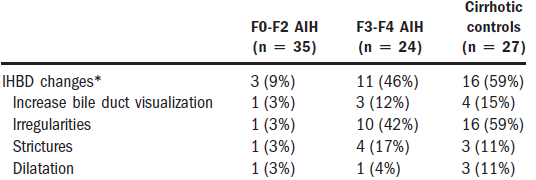 Cirrhotic
F0-F2 AIH F3-F4 AIH controls
(n = 35) (n = 24) (n = 27)
IHBD changes* 3 (9%) 11 (46%) 16 (59%)
Increase bile duct visualization 1 (3%) 3 (12%) 4 (15%)
Irregularities 1 (3%) 10 (42%) 16 (59%)
Strictures 1 (3%) 4 (17%) 3 (11%)
Dilatation 1 (3%) 1 (4%) 3 (11%)